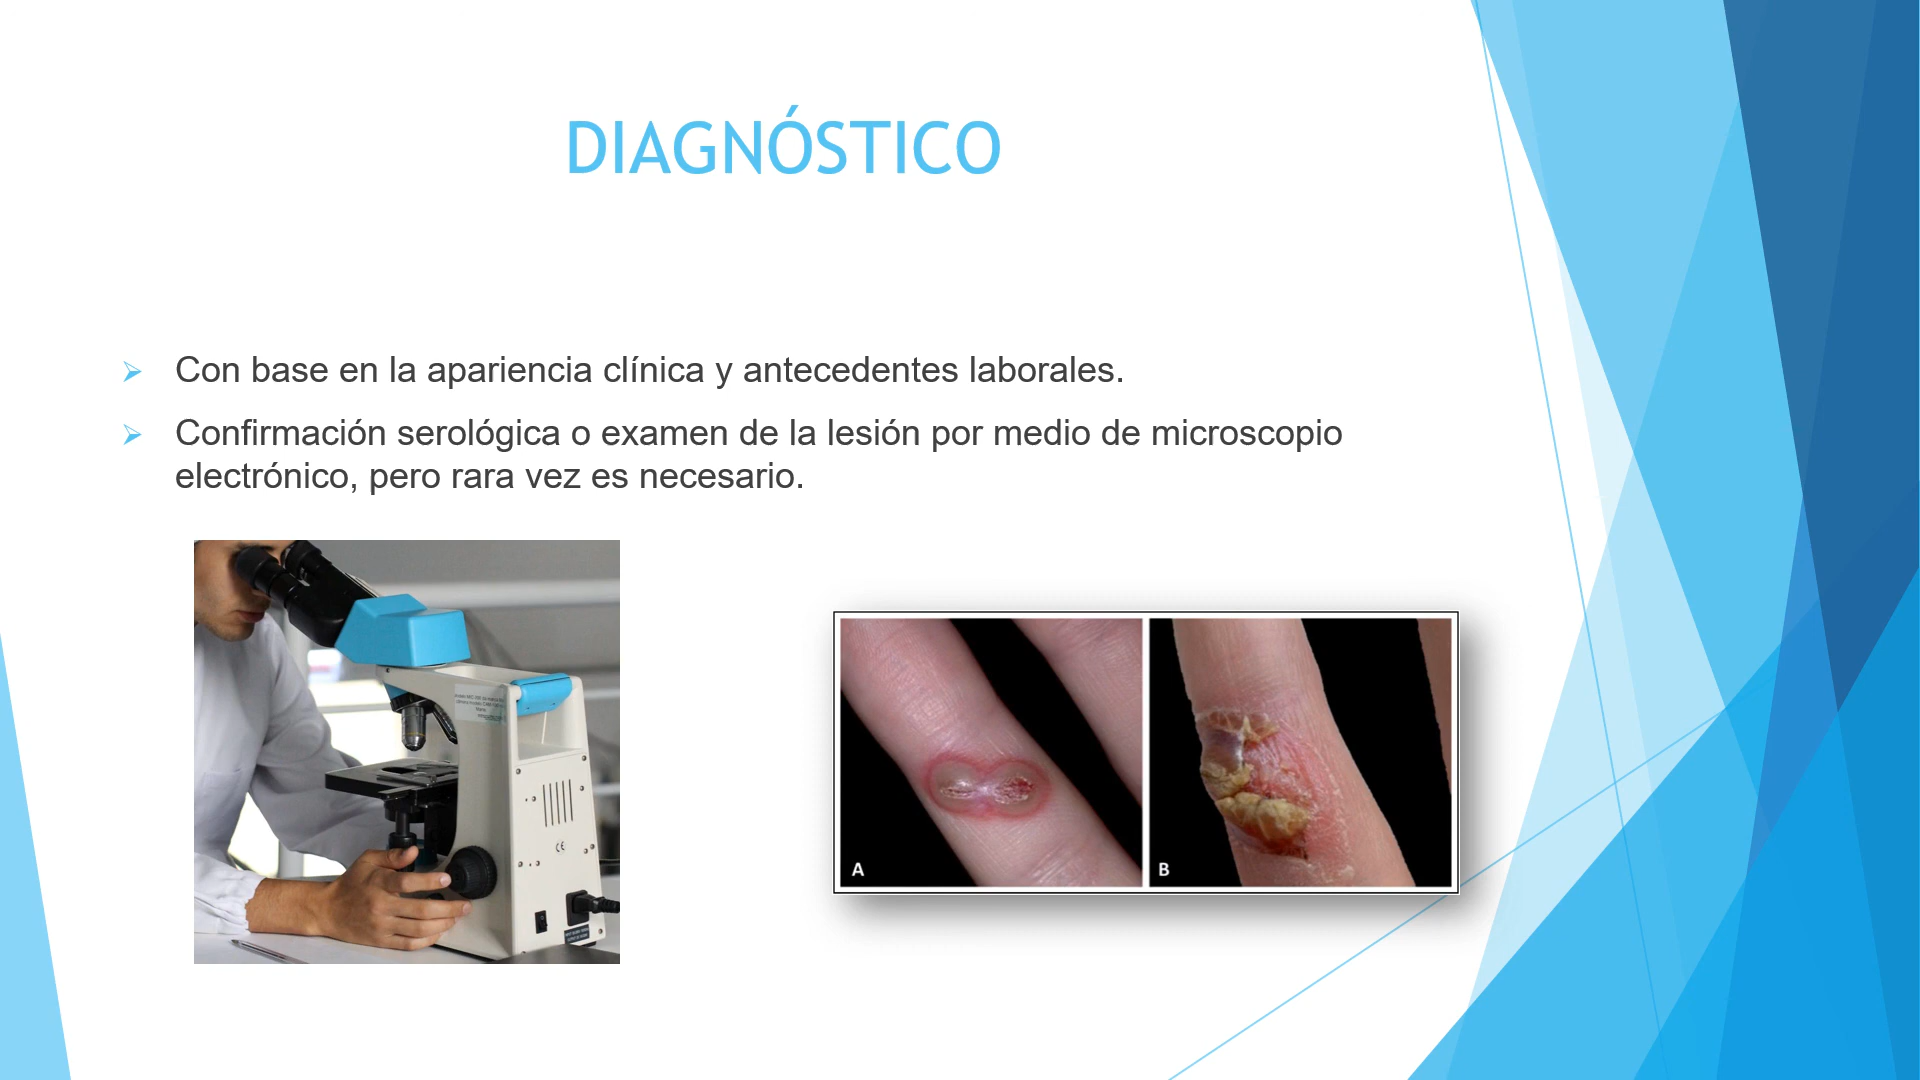 DIAGNÓSTICO
Con base en la apariencia clínica y antecedentes laborales.
Confirmación serológica o examen de la lesión por medio de microscopio
electrónico, pero rara vez es necesario.
CE
A
B